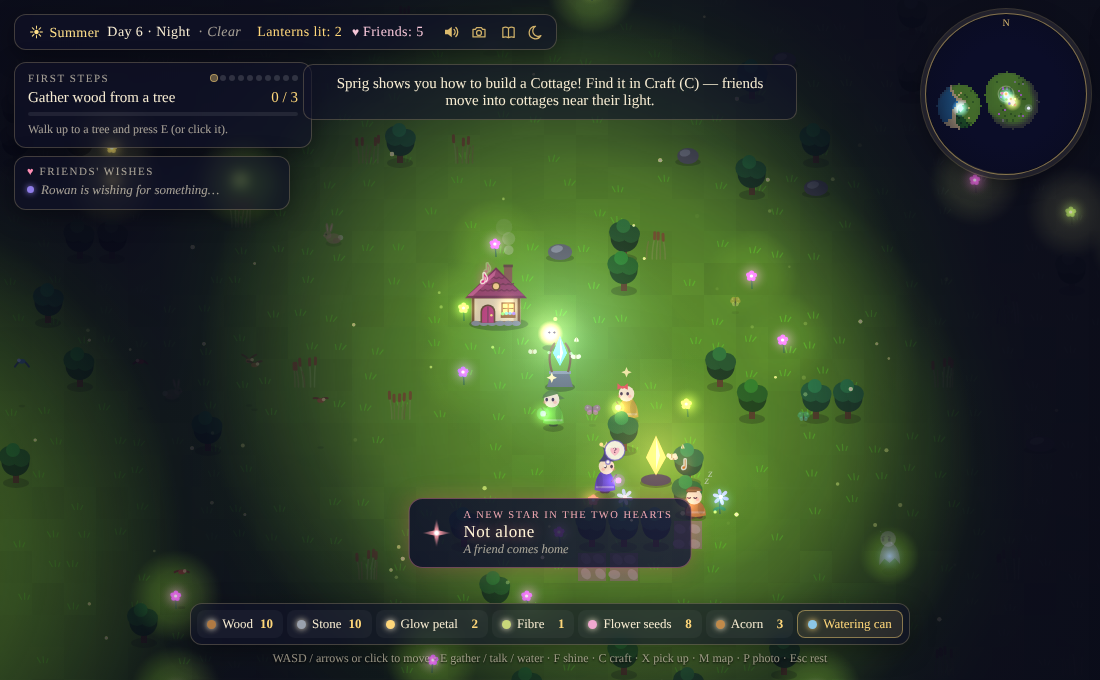 Summer Day 6 · Night · Clear Lanterns lit: 2 ♥ Friends: 5
N
FIRST STEPS
Gather wood from a tree 0 / 3
Walk up to a tree and press E (or click it).
Sprig shows you how to build a Cottage! Find it in Craft (C) — friends
move into cottages near their light.
♥ FRIENDS' WISHES
Rowan is wishing for something…
z z
A NEW STAR IN THE TWO HEARTS
Not alone
A friend comes home
Wood 10 Stone 10 Glow petal 2 Fibre 1 Flower seeds 8 Acorn 3 Watering can
WASD / arrows or click to move · E gather / talk / water · F shine · C craft · X pick up · M map · P photo · Esc rest